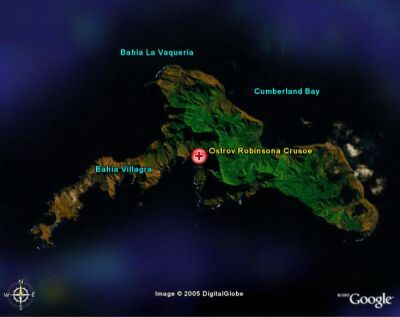 Bahia La Vaqueria
Cumberland Bay
Ostrov Robinsona Crusoe
Bahia Villagra
N
W E
S
Image © 2005 DigitalGlobe
©2005 Google